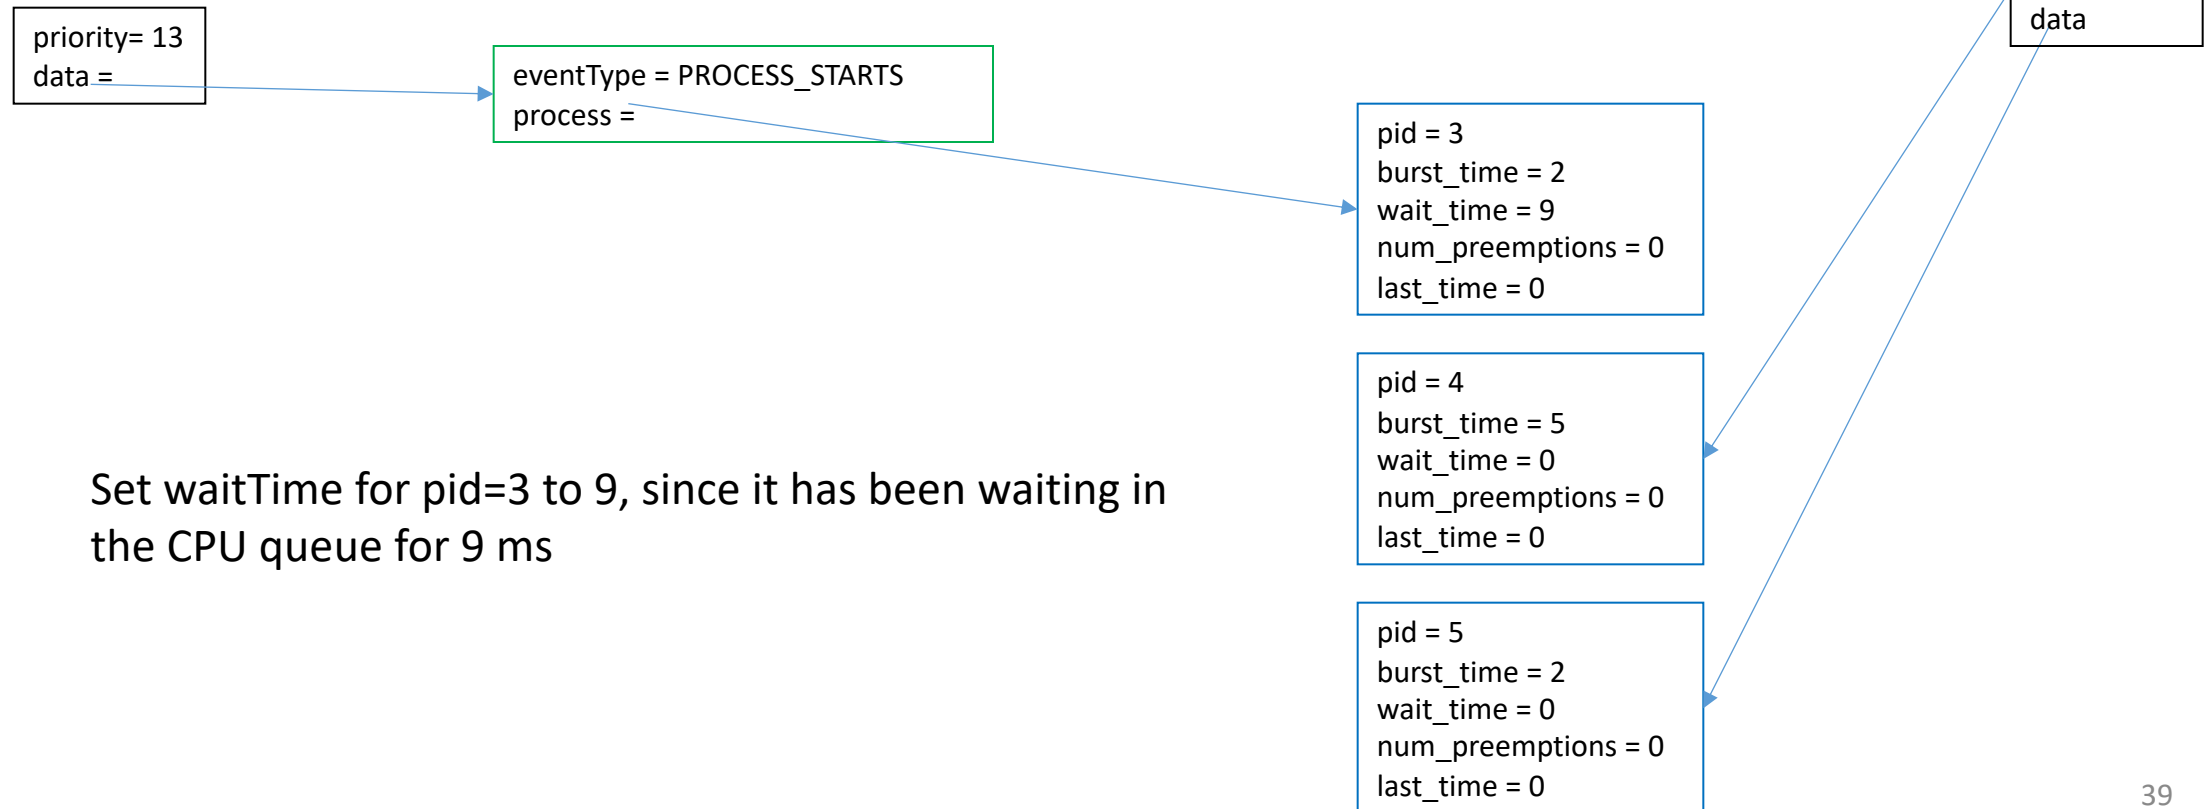 priority= 13
data =
eventType = PROCESS_STARTS
process =
data
pid = 3
burst_time = 2
wait_time = 9
num_preemptions = 0
last_time = 0
pid = 4
burst_time = 5
wait_time = 0
num_preemptions = 0
last_time = 0
Set waitTime for pid=3 to 9, since it has been waiting in
the CPU queue for 9 ms
pid = 5
burst_time = 2
wait_time = 0
num_preemptions = 0
last_time = 0
39